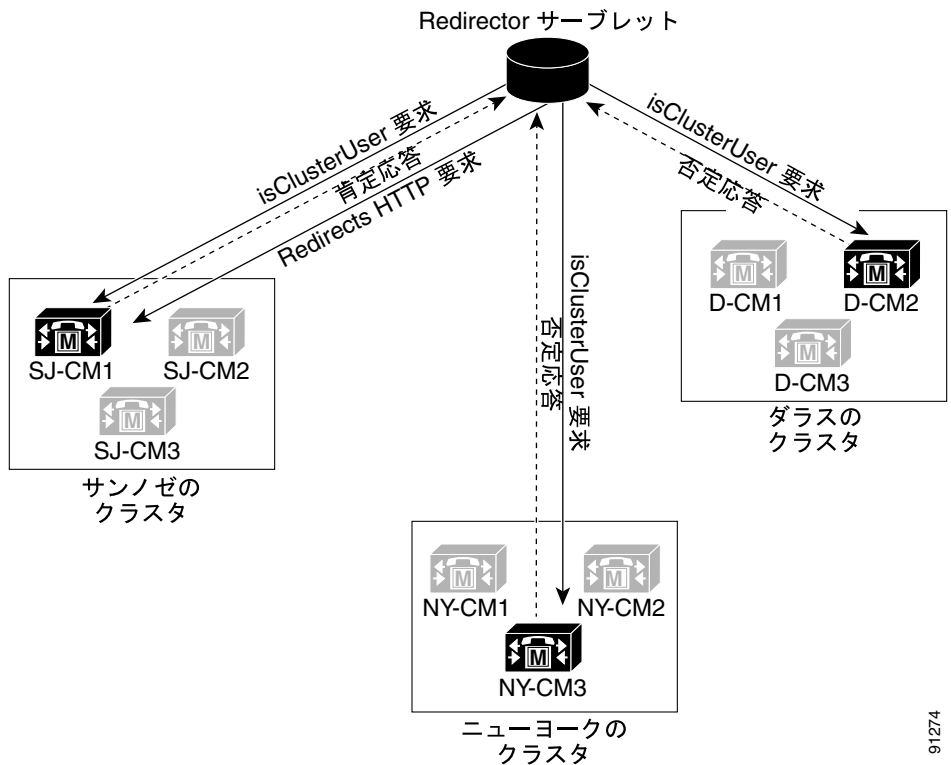 Redirector サーブレット
isClusterUser 要求
肯定応答
Redirects HTTP 要求
isClusterUser 要求
否定応答
isClusterUser 要求
否定応答
D-CM1
D-CM2
D-CM3
ダラスの
クラスタ
SJ-CM1
SJ-CM2
SJ-CM3
サンノゼの
クラスタ
NY-CM1
NY-CM2
NY-CM3
ニューヨークの
クラスタ
M
M
M
M
M
M
M
M
M
91274